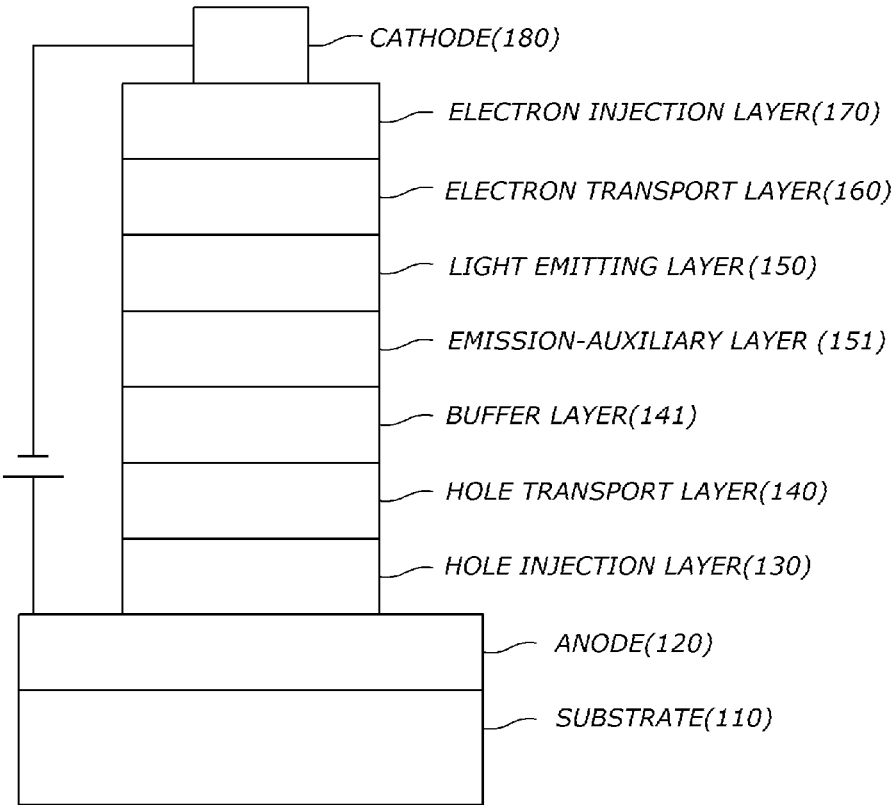 CATHODE(180)
ELECTRON INJECTION LAYER(170)
ELECTRON TRANSPORT LAYER(160)
LIGHT EMITTING LAYER(150)
EMISSION-AUXILIARY LAYER (151)
BUFFER LAYER(141)
HOLE TRANSPORT LAYER(140)
HOLE INJECTION LAYER(130)
ANODE(120)
SUBSTRATE(110)